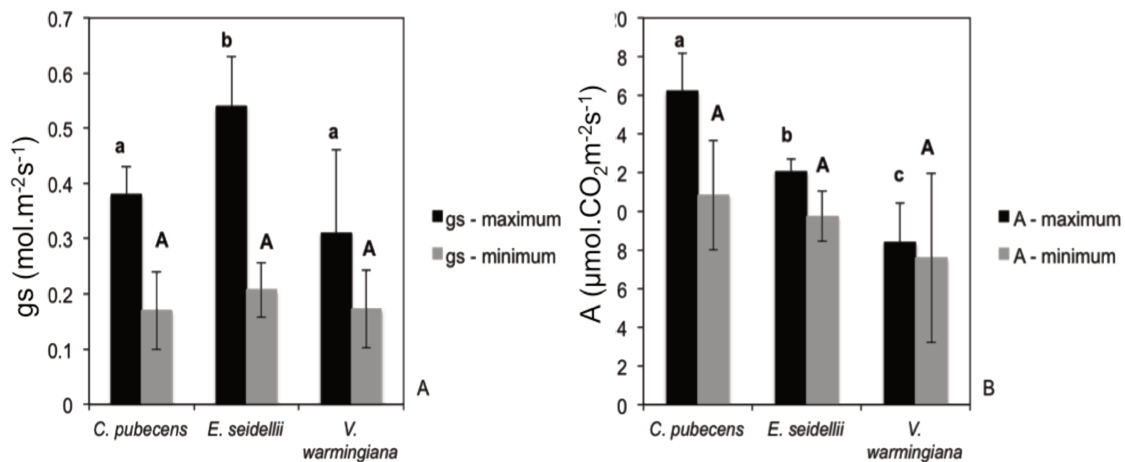 0.7
0.6
0.5
0.4
0.3
0.2
0.1
0
gs (mol.m-2s-1)
a
A
b
A
a
A
C. pubecens
E. seidellii
V.
warmingiana
gs - maximum
gs - minimum
A
20
8
6
4
2
0
8
6
4
2
0
A (µmol.CO₂m-2s-1)
a
A
b
A
c
A
C. pubecens
E. seidellii
V.
warmingiana
A - maximum
A - minimum
B